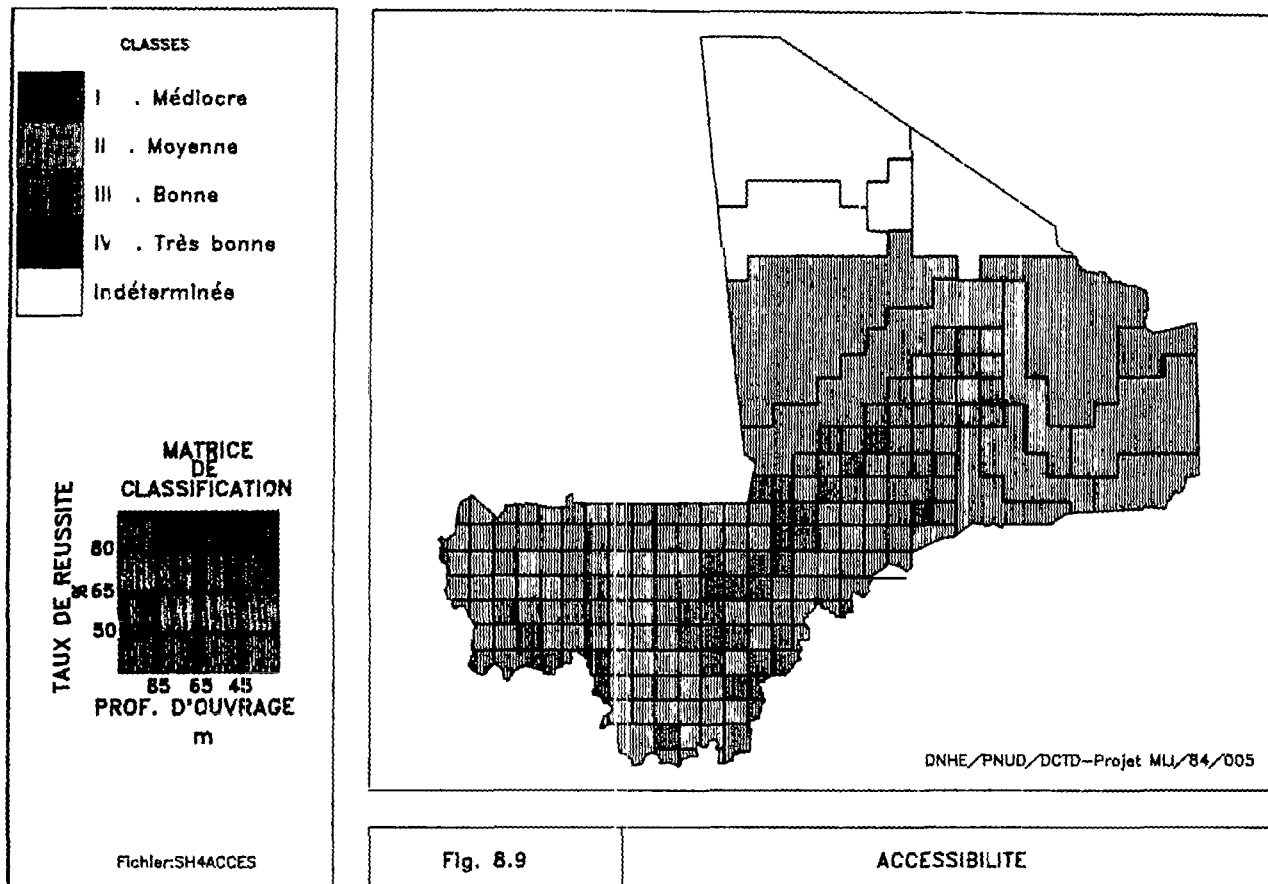 CLASSES
I . Médiocre
II . Moyenne
III . Bonne
IV . Très bonne
Indéterminée
MATRICE
DE
CLASSIFICATION
TAUX DE REUSSITE
%
80
65
50
85 65 45
PROF. D'OUVRAGE
m
Fichier:SH4ACCES
DNHE/PNUD/DCTD-Projet MLI/84/005
Fig. 8.9
ACCESSIBILITE